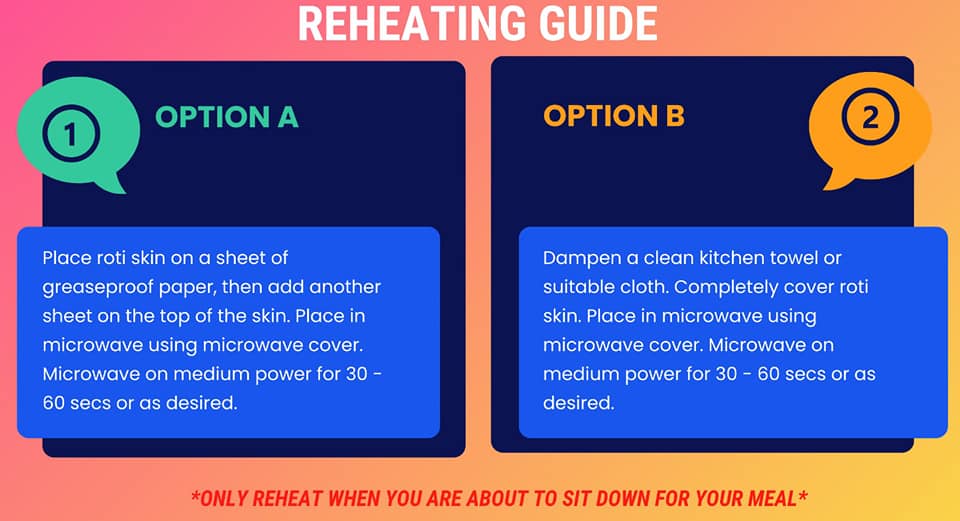 REHEATING GUIDE
1
OPTION A
Place roti skin on a sheet of
greaseproof paper, then add another
sheet on the top of the skin. Place in
microwave using microwave cover.
Microwave on medium power for 30 -
60 secs or as desired.
2
OPTION B
Dampen a clean kitchen towel or
suitable cloth. Completely cover roti
skin. Place in microwave using
microwave cover. Microwave on
medium power for 30 - 60 secs or as
desired.
*ONLY REHEAT WHEN YOU ARE ABOUT TO SIT DOWN FOR YOUR MEAL*